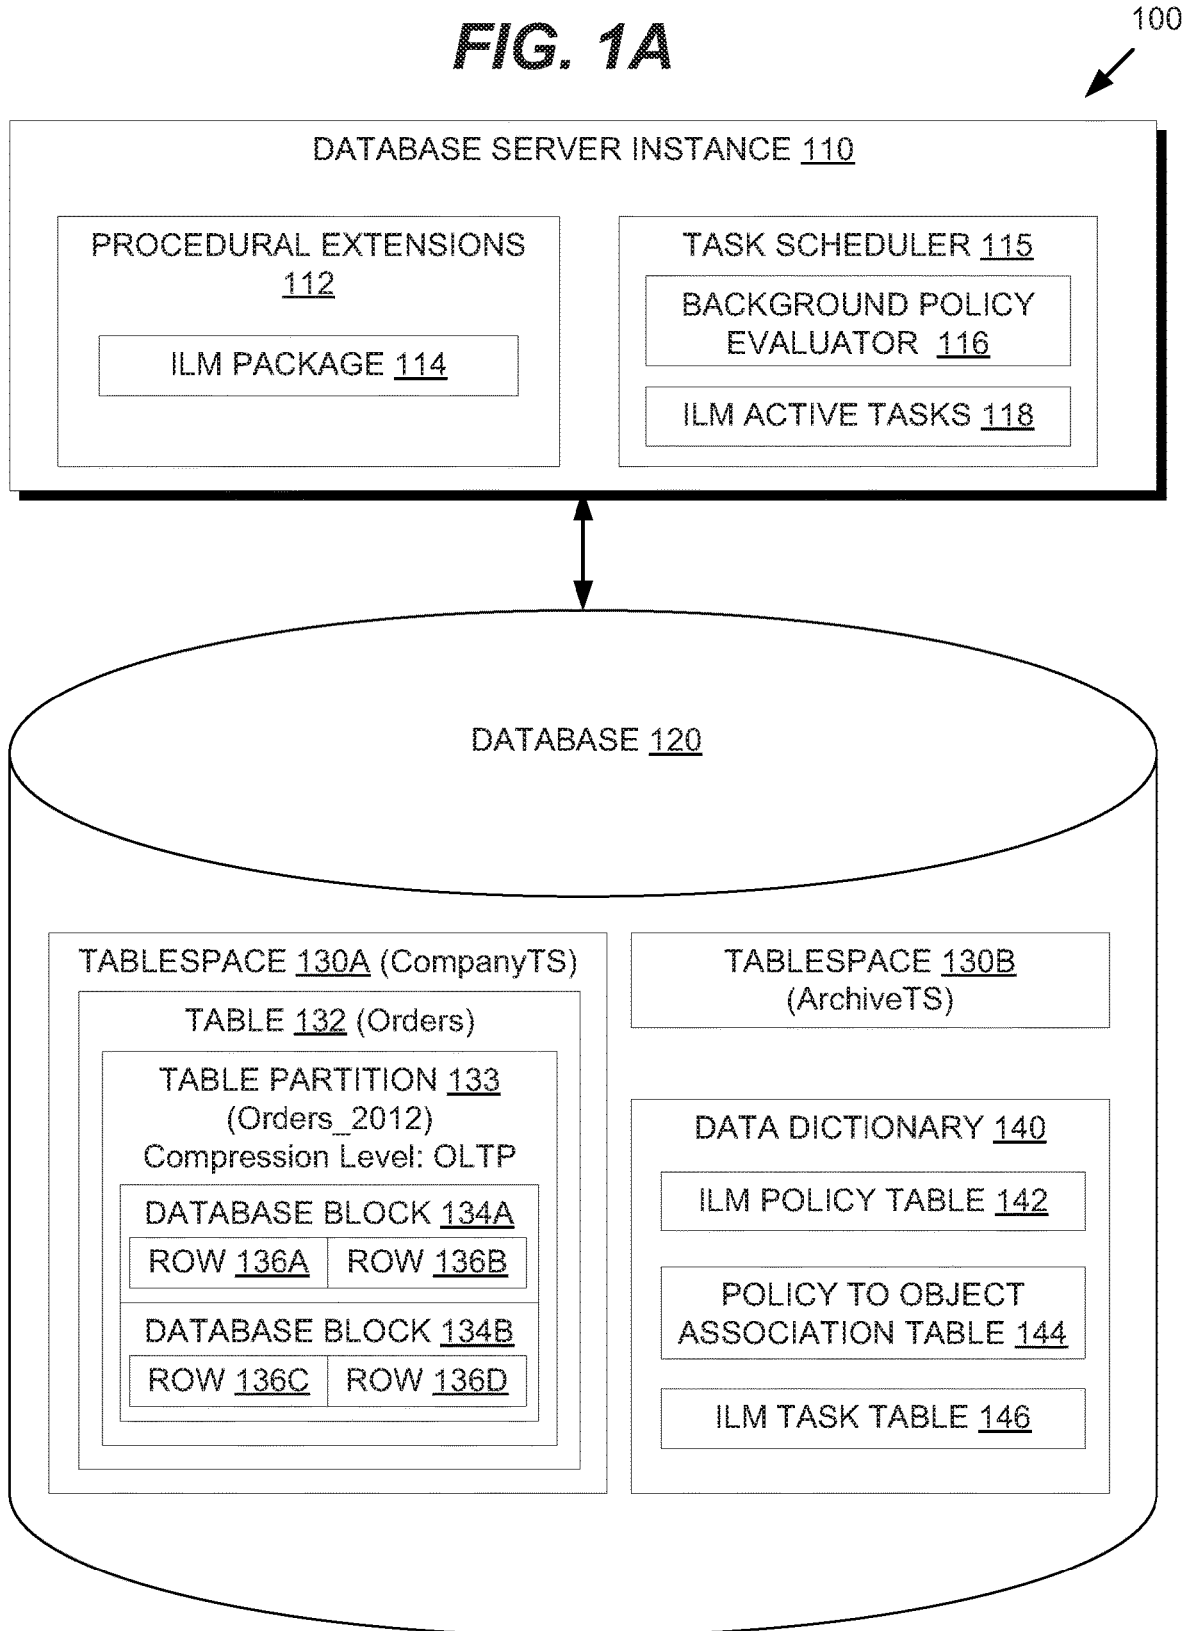 FIG. 1A
100
DATABASE SERVER INSTANCE 110
PROCEDURAL EXTENSIONS
112
ILM PACKAGE 114
TASK SCHEDULER 115
BACKGROUND POLICY
EVALUATOR 116
ILM ACTIVE TASKS 118
DATABASE 120
TABLESPACE 130A (CompanyTS)
TABLE 132 (Orders)
TABLE PARTITION 133
(Orders_2012)
Compression Level: OLTP
DATABASE BLOCK 134A
ROW 136A ROW 136B
DATABASE BLOCK 134B
ROW 136C ROW 136D
TABLESPACE 130B
(ArchiveTS)
DATA DICTIONARY 140
ILM POLICY TABLE 142
POLICY TO OBJECT
ASSOCIATION TABLE 144
ILM TASK TABLE 146